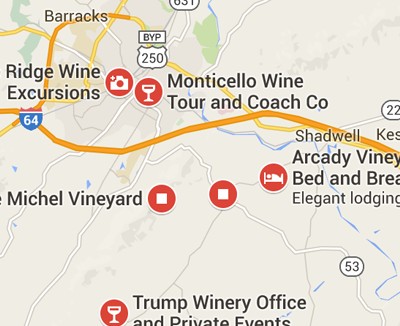 Barracks
631
BYP
250
Ridge Wine
Excursions
Monticello Wine
Tour and Coach Co
64
22
Shadwell
Kes
Arcady Viney
Bed and Brea
Elegant lodging
e Michel Vineyard
53
Trump Winery Office
and Private Events